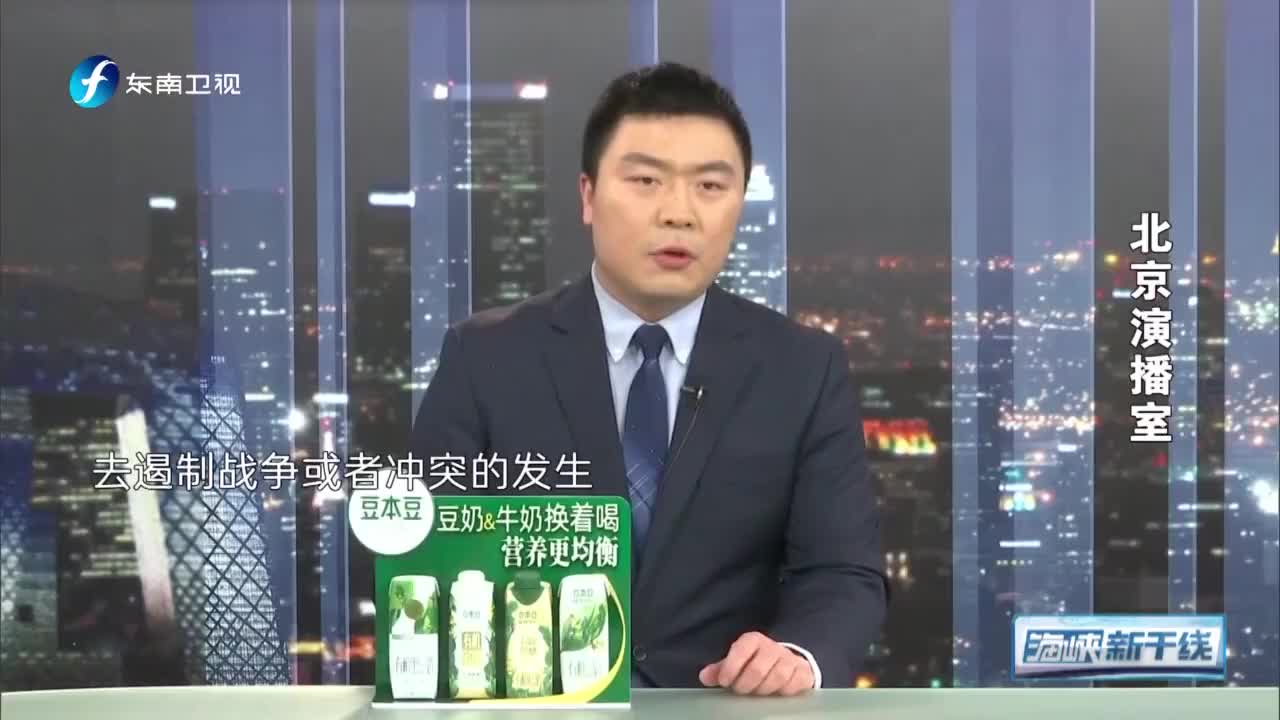 东南卫视
北京演播室
去遏制战争或者冲突的发生
豆本豆
豆奶&牛奶换着喝
营养更均衡
海峡新干线